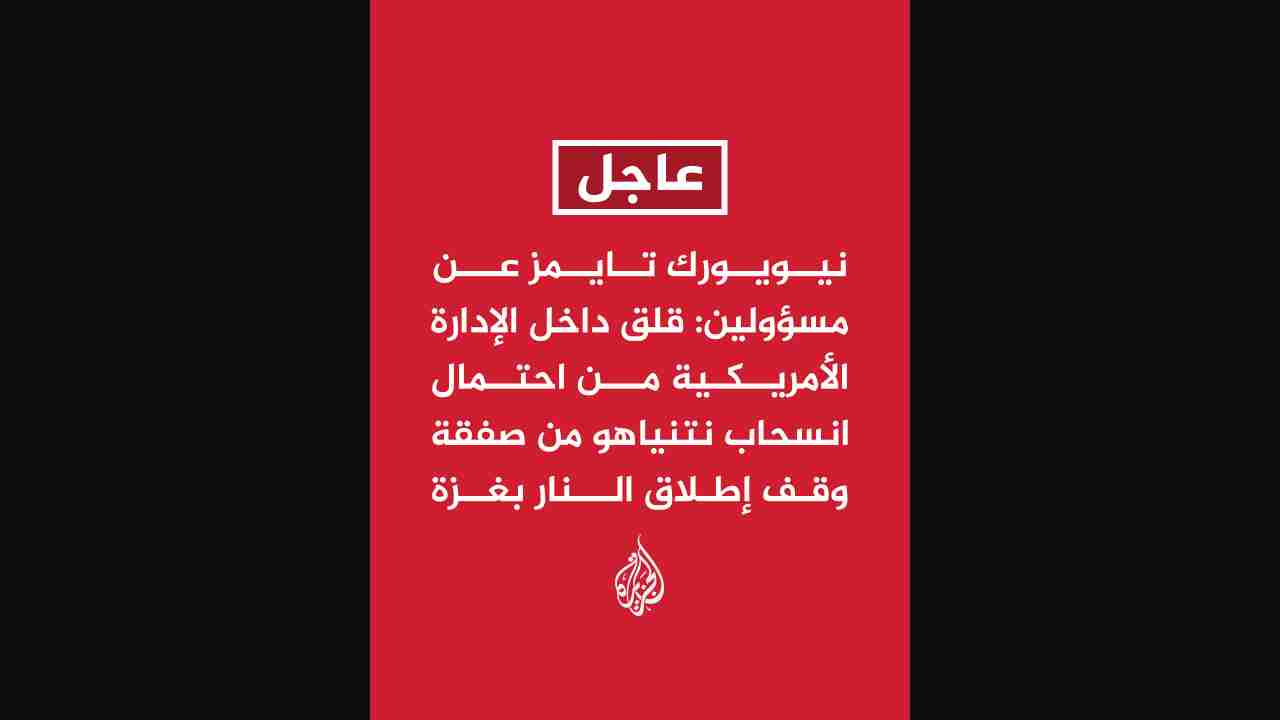 عاجل
نيويورك تايمز عن
مسؤولين: قلق داخل الإدارة
الأمريكية من احتمال
انسحاب نتنياهو من صفقة
وقف إطلاق النار بغزة
الجزيرة